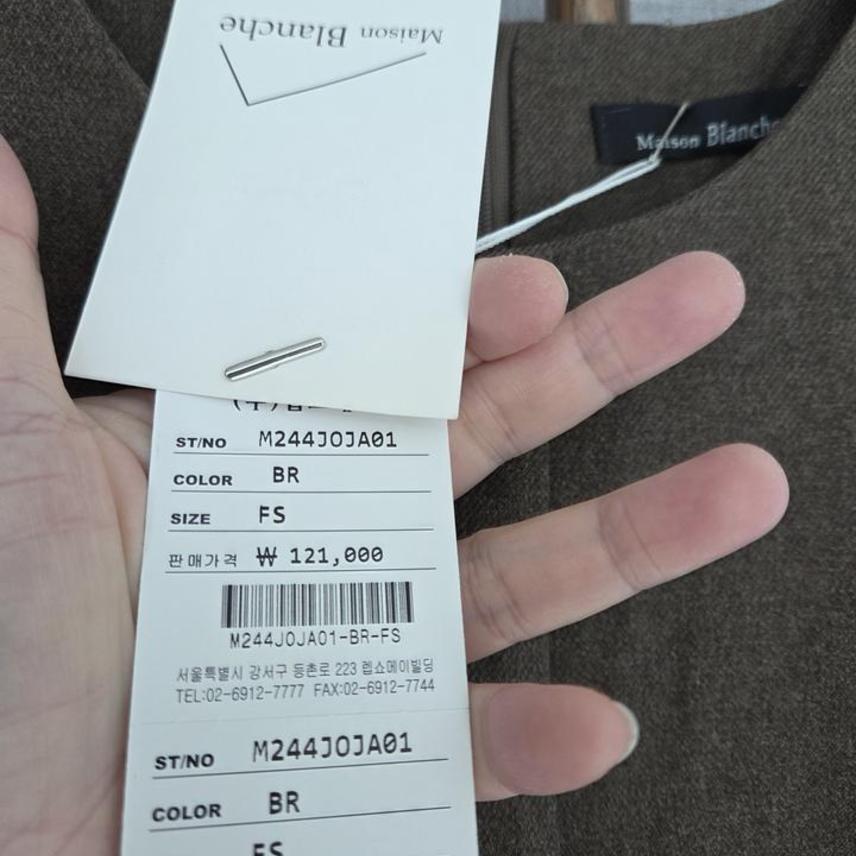 Maison Blanche
Maison Blanche
ST/NO M244JOJA01
COLOR BR
SIZE FS
판매가격 ₩ 121,000
M244JOJA01-BR-FS
서울특별시 강서구 등촌로 223 렙쇼메이빌딩
TEL:02-6912-7777 FAX:02-6912-7744
ST/NO M244JOJA01
COLOR BR
FS